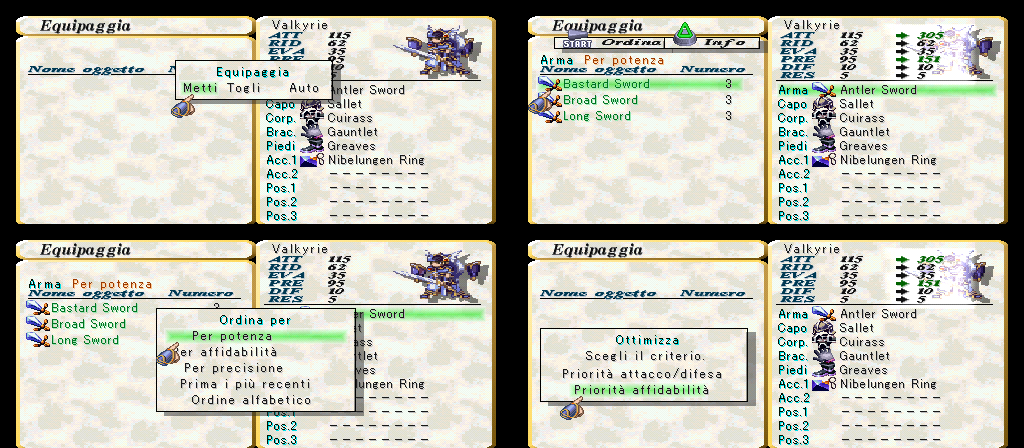 Equipaggia
Nome oggetto
Equipaggia
Metti Togli Auto
Valkyrie
ATT 115
RID 62
EVA 35
PRE 95
DIF 10
RES 5
Antler Sword
Capo Sallet
Corp. Cuirass
Brac. Gauntlet
Piedi Greaves
Acc.1 Nibelungen Ring
Acc.2 - - - - - - - -
Pos.1 - - - - - - - -
Pos.2 - - - - - - - -
Pos.3 - - - - - - - -
Equipaggia
START Ordina Info
Arma Per potenza
Nome oggetto Numero
Bastard Sword 3
Broad Sword 3
Long Sword 3
Valkyrie
ATT 115 → 305
RID 62 → 62
EVA 35 → 35
PRE 95 → 151
DIF 10 → 10
RES 5 → 5
Arma Antler Sword
Capo Sallet
Corp. Cuirass
Brac. Gauntlet
Piedi Greaves
Acc.1 Nibelungen Ring
Acc.2 - - - - - - - -
Pos.1 - - - - - - - -
Pos.2 - - - - - - - -
Pos.3 - - - - - - - -
Equipaggia
Arma Per potenza
Nome oggetto Numero
Bastard Sword
Broad Sword
Long Sword
Ordina per
Per potenza
er affidabilità
Per precisione
Prima i più recenti
Ordine alfabetico
Valkyrie
ATT 115
RID 62
EVA 35
PRE 95
DIF 10
RES 5
Sword
ngen Ring
- - - - - - - -
Pos.2 - - - - - - - -
Pos.3 - - - - - - - -
Equipaggia
Nome oggetto Numero
Ottimizza
Scegli il criterio.
Priorità attacco/difesa
Priorità affidabilità
Valkyrie
ATT 115 → 305
RID 62 → 62
EVA 35 → 35
PRE 95 → 151
DIF 10 → 10
RES 5 → 5
Arma Antler Sword
Capo Sallet
Corp. Cuirass
Brac. Gauntlet
Piedi Greaves
Acc.1 Nibelungen Ring
Acc.2 - - - - - - - -
Pos.1 - - - - - - - -
Pos.2 - - - - - - - -
Pos.3 - - - - - - - -